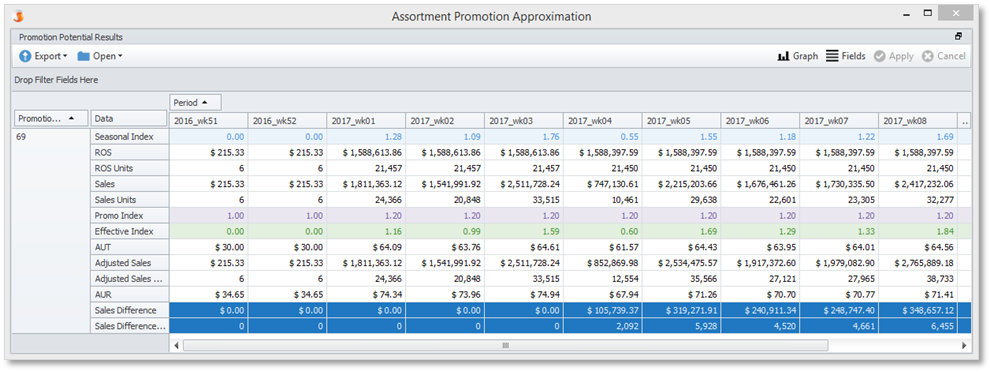 Assortment Promotion Approximation
Promotion Potential Results
Export Open Graph Fields Apply Cancel
Drop Filter Fields Here
Period
Promotio... Data 2016_wk51 2016_wk52 2017_wk01 2017_wk02 2017_wk03 2017_wk04 2017_wk05 2017_wk06 2017_wk07 2017_wk08 ..
69 Seasonal Index 0.00 0.00 1.28 1.09 1.76 0.55 1.55 1.18 1.22 1.69
ROS $ 215.33 $ 215.33 $ 1,588,613.86 $ 1,588,613.86 $ 1,588,613.86 $ 1,588,397.59 $ 1,588,397.59 $ 1,588,397.59 $ 1,588,397.59 $ 1,588,397.59
ROS Units 6 6 21,457 21,457 21,457 21,450 21,450 21,450 21,450 21,450
Sales $ 215.33 $ 215.33 $ 1,811,363.12 $ 1,541,991.92 $ 2,511,728.24 $ 747,130.61 $ 2,215,203.66 $ 1,676,461.26 $ 1,730,335.50 $ 2,417,232.06
Sales Units 6 6 24,366 20,848 33,515 10,461 29,638 22,601 23,305 32,277
Promo Index 1.00 1.00 1.20 1.20 1.20 1.20 1.20 1.20 1.20 1.20
Effective Index 0.00 0.00 1.16 0.99 1.59 0.60 1.69 1.29 1.33 1.84
AUT $ 30.00 $ 30.00 $ 64.09 $ 63.76 $ 64.61 $ 61.57 $ 64.43 $ 63.95 $ 64.01 $ 64.56
Adjusted Sales $ 215.33 $ 215.33 $ 1,811,363.12 $ 1,541,991.92 $ 2,511,728.24 $ 852,869.98 $ 2,534,475.57 $ 1,917,372.60 $ 1,979,082.90 $ 2,765,889.18
Adjusted Sales ... 6 6 24,366 20,848 33,515 12,554 35,566 27,121 27,965 38,733
AUR $ 34.65 $ 34.65 $ 74.34 $ 73.96 $ 74.94 $ 67.94 $ 71.26 $ 70.70 $ 70.77 $ 71.41
Sales Difference $ 0.00 $ 0.00 $ 0.00 $ 0.00 $ 0.00 $ 105,739.37 $ 319,271.91 $ 240,911.34 $ 248,747.40 $ 348,657.12
Sales Difference... 0 0 0 0 0 2,092 5,928 4,520 4,661 6,455